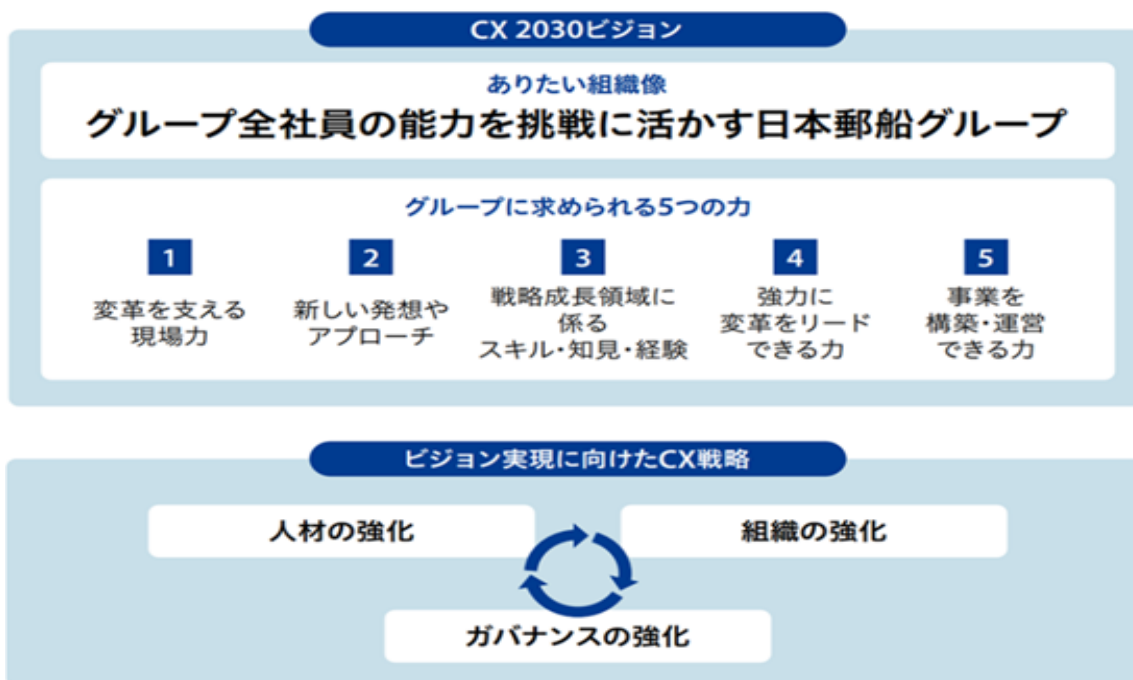 CX 2030ビジョン
ありたい組織像
グループ全社員の能力を挑戦に活かす日本郵船グループ
グループに求められる5つの力
1
変革を支える
現場力
2
新しい発想や
アプローチ
3
戦略成長領域に
係る
スキル・知見・経験
4
強力に
変革をリード
できる力
5
事業を
構築・運営
できる力
ビジョン実現に向けたCX戦略
人材の強化
組織の強化
ガバナンスの強化